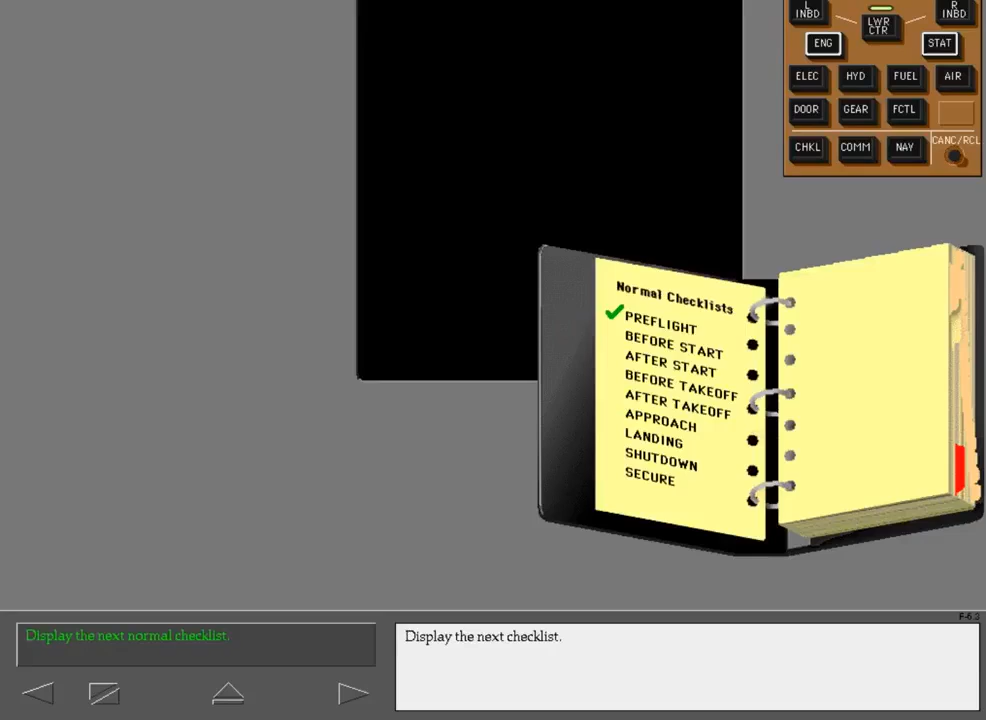 L
INBD
LWR
CTR
R
INBD
ENG
STAT
ELEC
HYD
FUEL
AIR
DOOR
GEAR
FCTL
CHKL
COMM
NAV
CANC/RCL
Normal Checklists
PREFLIGHT
BEFORE START
AFTER START
BEFORE TAKEOFF
AFTER TAKEOFF
APPROACH
LANDING
SHUTDOWN
SECURE
Display the next normal checklist.
Display the next checklist.